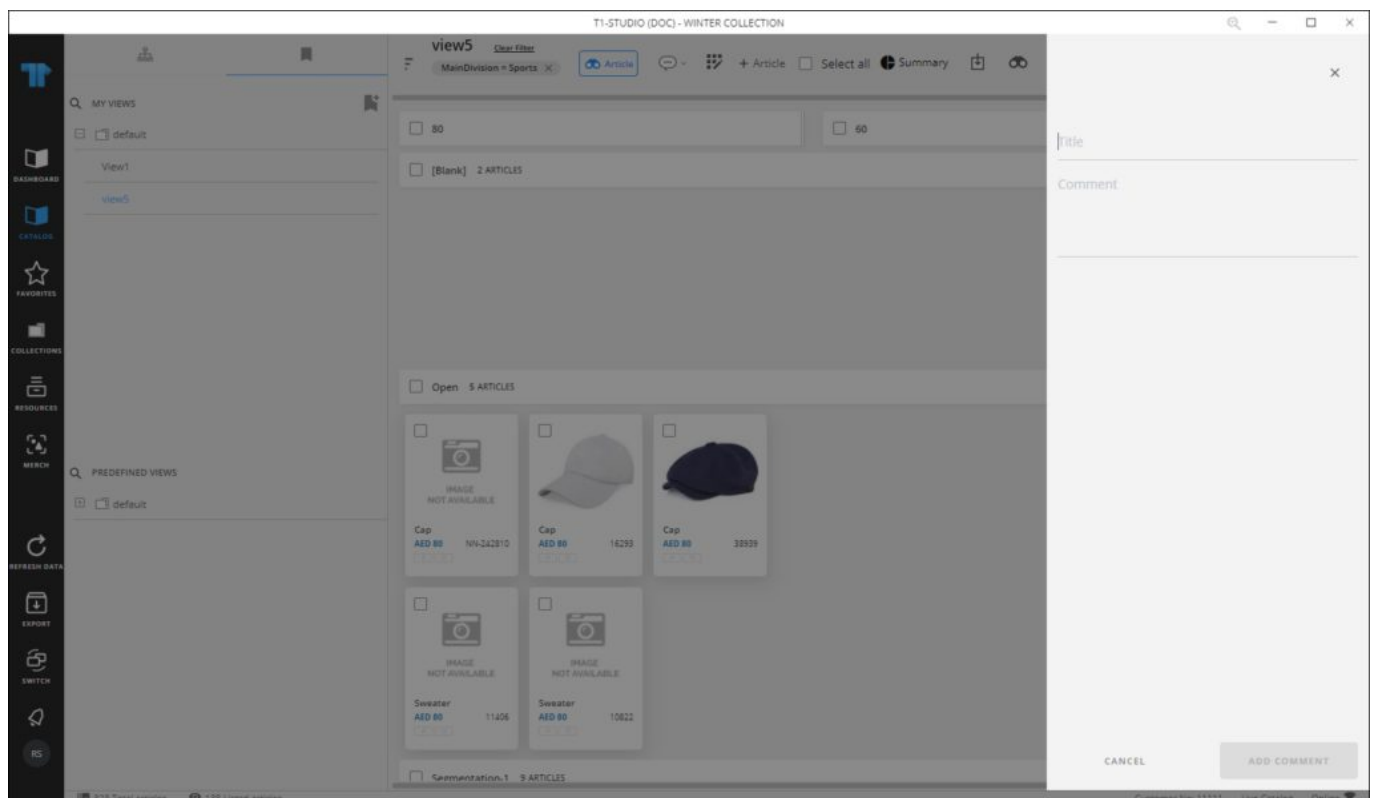 T1-STUDIO (DOC) - WINTER COLLECTION
view5 Clear Filter
MainDivision = Sports
Article
+ Article
Select all
Summary
MY VIEWS
default
View1
view5
PREDEFINED VIEWS
default
DASHBOARD
CATALOG
FAVORITES
COLLECTIONS
RESOURCES
MERCH
REFRESH DATA
EXPORT
SWITCH
RS
80
60
[Blank] 2 ARTICLES
Open 5 ARTICLES
IMAGE
NOT AVAILABLE
Cap
AED 80 NN-242810
Cap
AED 80 16293
Cap
AED 80 38939
IMAGE
NOT AVAILABLE
Sweater
AED 80 11406
IMAGE
NOT AVAILABLE
Sweater
AED 80 10822
Segmentation-1 9 ARTICLES
Title
Comment
CANCEL
ADD COMMENT